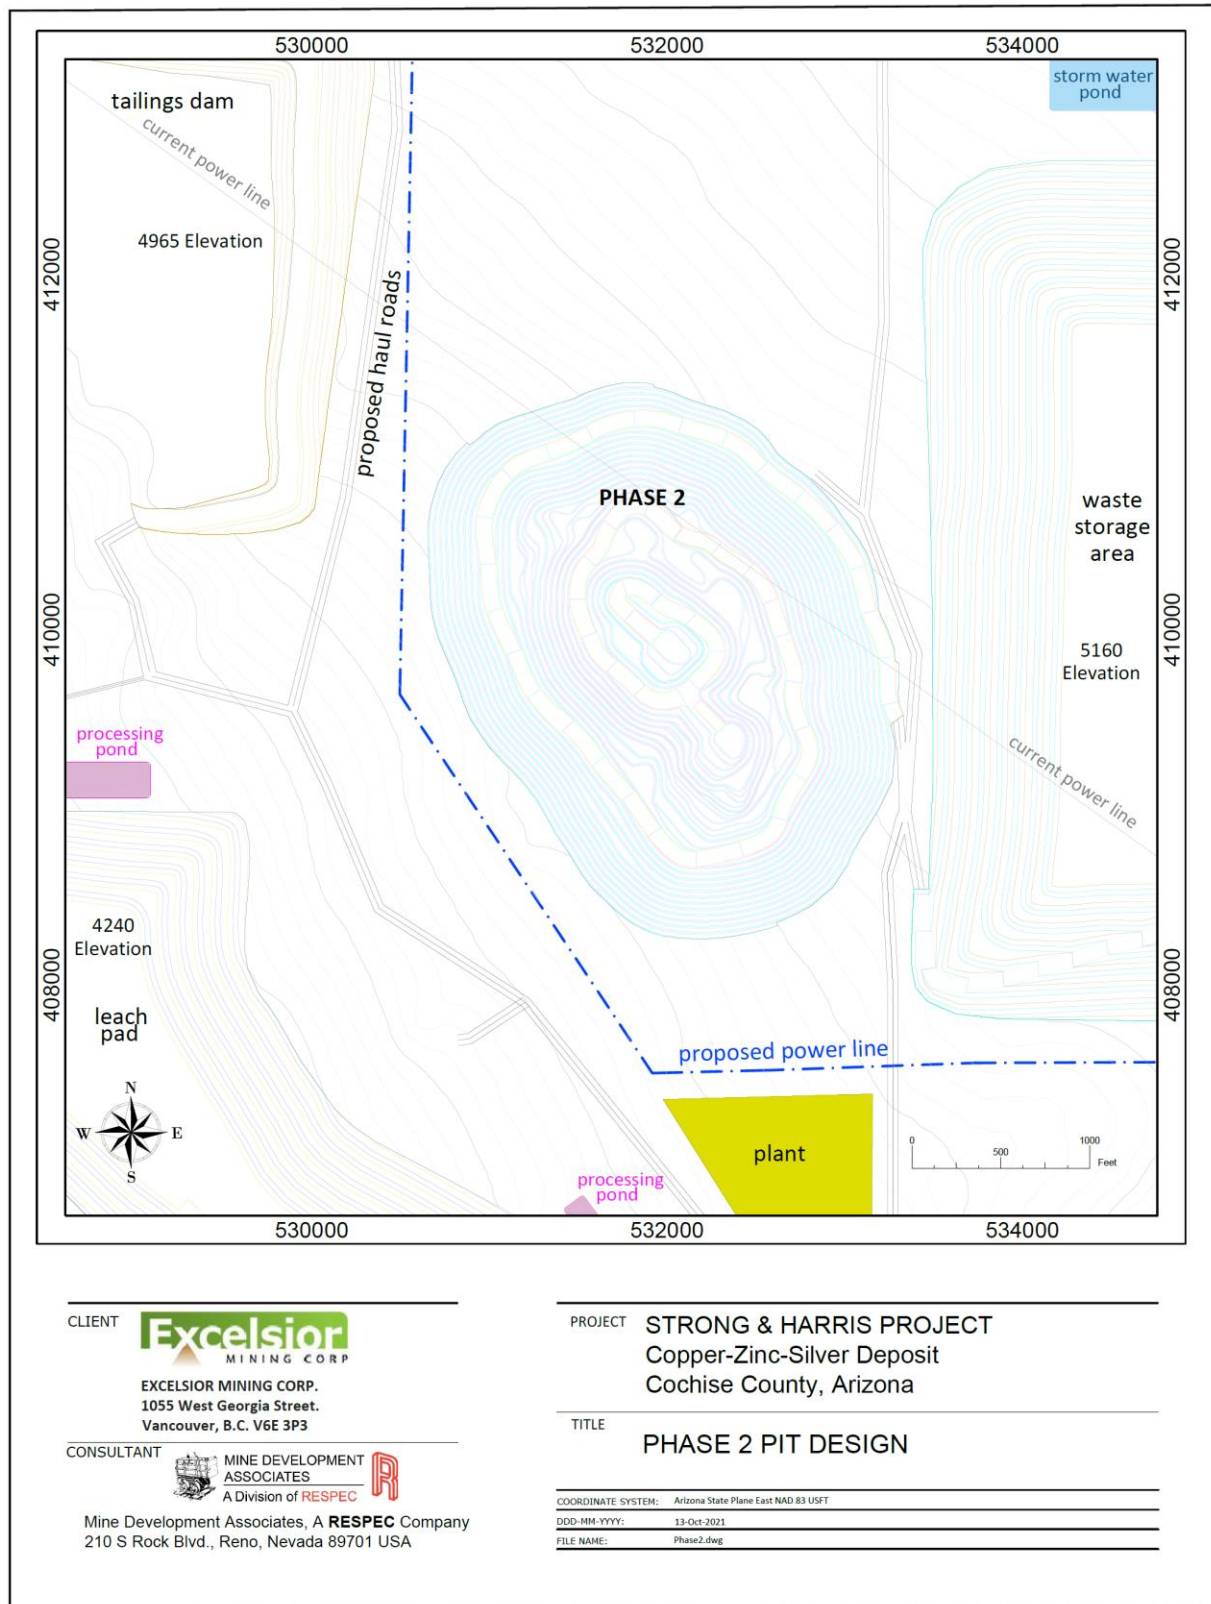 530000 532000 534000
storm water
pond
tailings dam
current power line
4965 Elevation
412000
412000
proposed haul roads
PHASE 2
waste
storage
area
410000
410000
5160
Elevation
processing
pond
current power line
4240
Elevation
408000
408000
leach
pad
proposed power line
N
W E
S
plant
0 500 1000
Feet
processing
pond
530000 532000 534000
CLIENT
Excelsior
MINING CORP
EXCELSIOR MINING CORP.
1055 West Georgia Street.
Vancouver, B.C. V6E 3P3
CONSULTANT
MINE DEVELOPMENT
ASSOCIATES
A Division of RESPEC
R
Mine Development Associates, A RESPEC Company
210 S Rock Blvd., Reno, Nevada 89701 USA
PROJECT STRONG & HARRIS PROJECT
Copper-Zinc-Silver Deposit
Cochise County, Arizona
TITLE
PHASE 2 PIT DESIGN
COORDINATE SYSTEM: Arizona State Plane East NAD 83 USFT
DDD-MM-YYYY: 13-Oct-2021
FILE NAME: Phase2.dwg